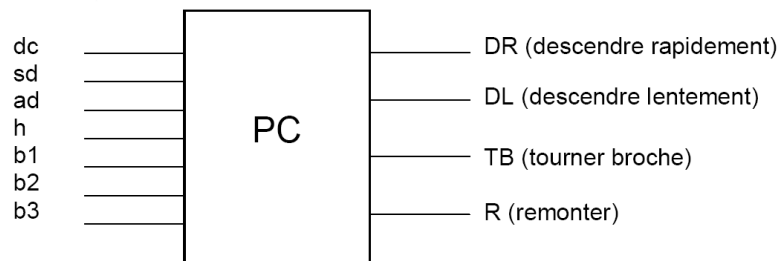 dc
sd
ad
h
b1
b2
b3
PC
DR (descendre rapidement)
DL (descendre lentement)
TB (tourner broche)
R (remonter)